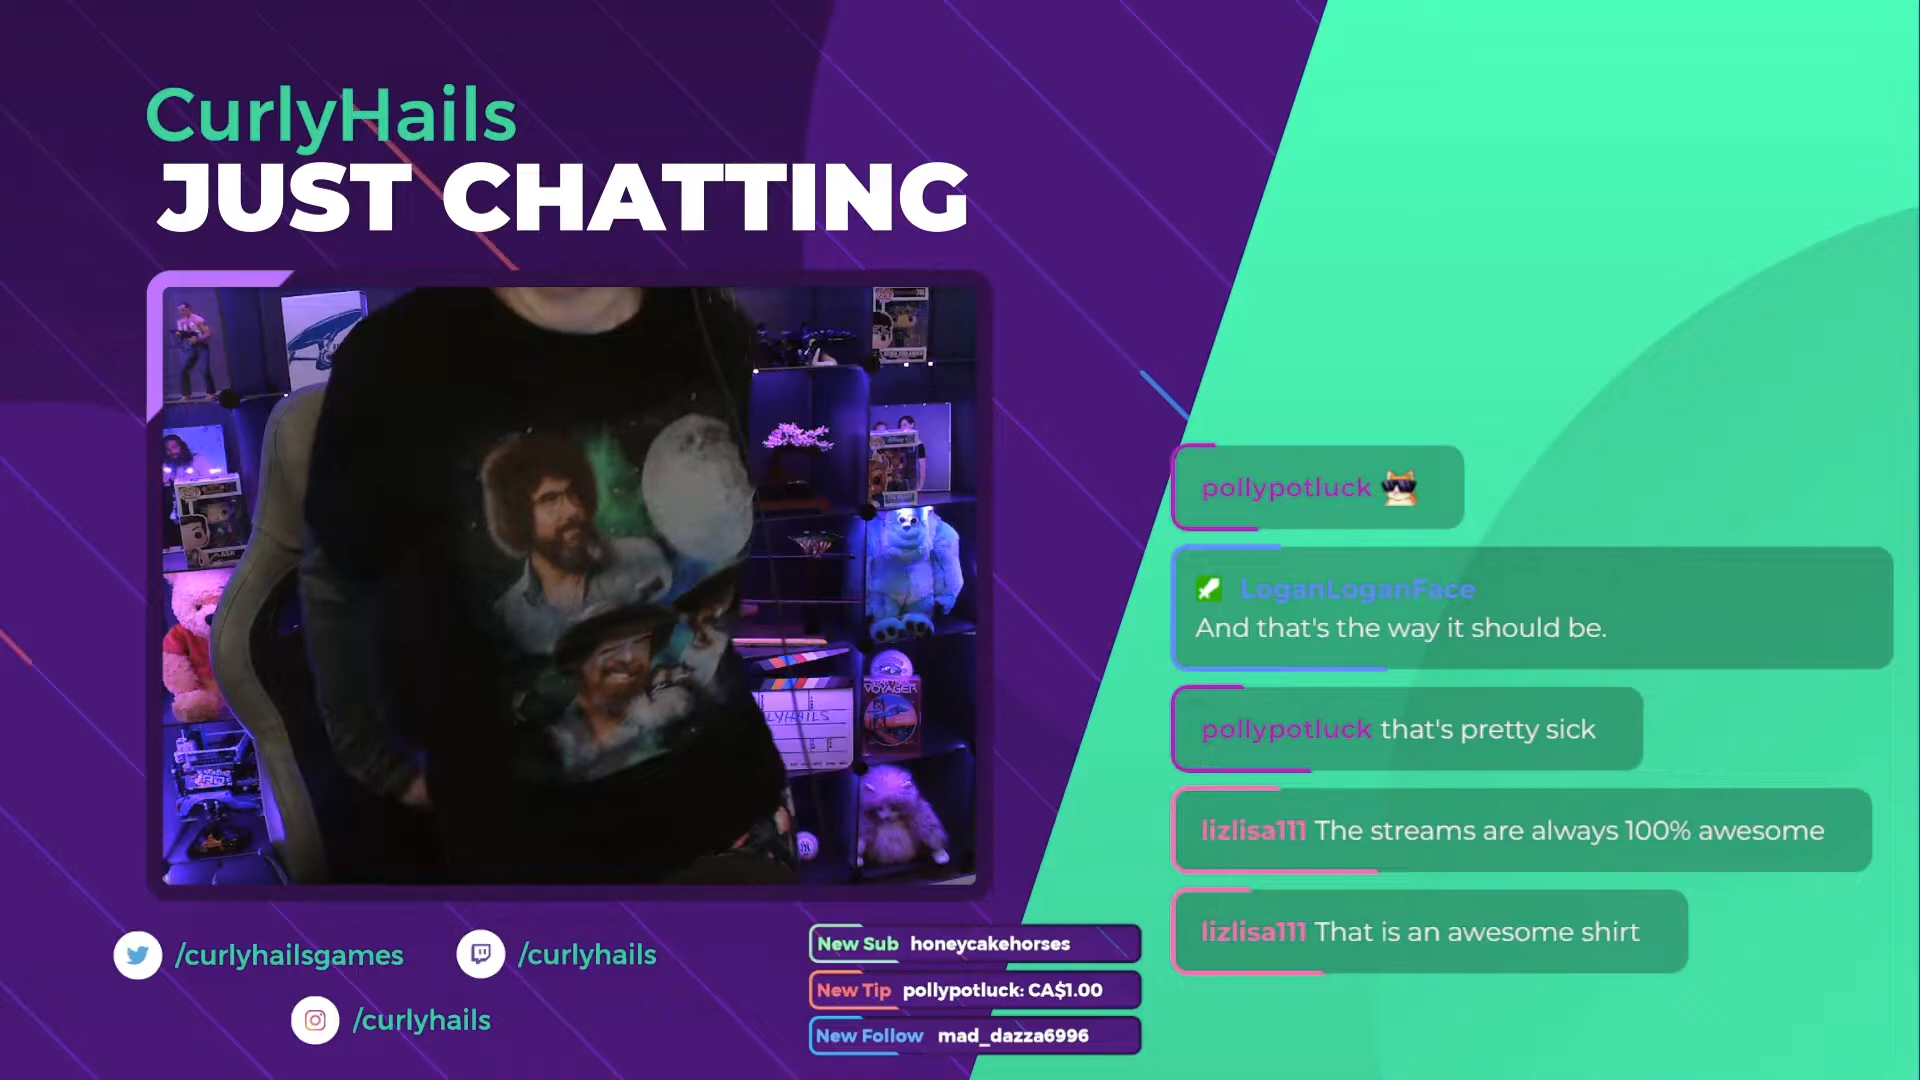 CurlyHails
JUST CHATTING
ASH
VOYAGER
pollypotluck
LoganLoganFace
And that's the way it should be.
pollypotluck that's pretty sick
lizlisa111 The streams are always 100% awesome
lizlisa111 That is an awesome shirt
/curlyhailsgames
/curlyhails
/curlyhails
New Sub honeycakehorses
New Tip pollypotluck: CA$1.00
New Follow mad_dazza6996